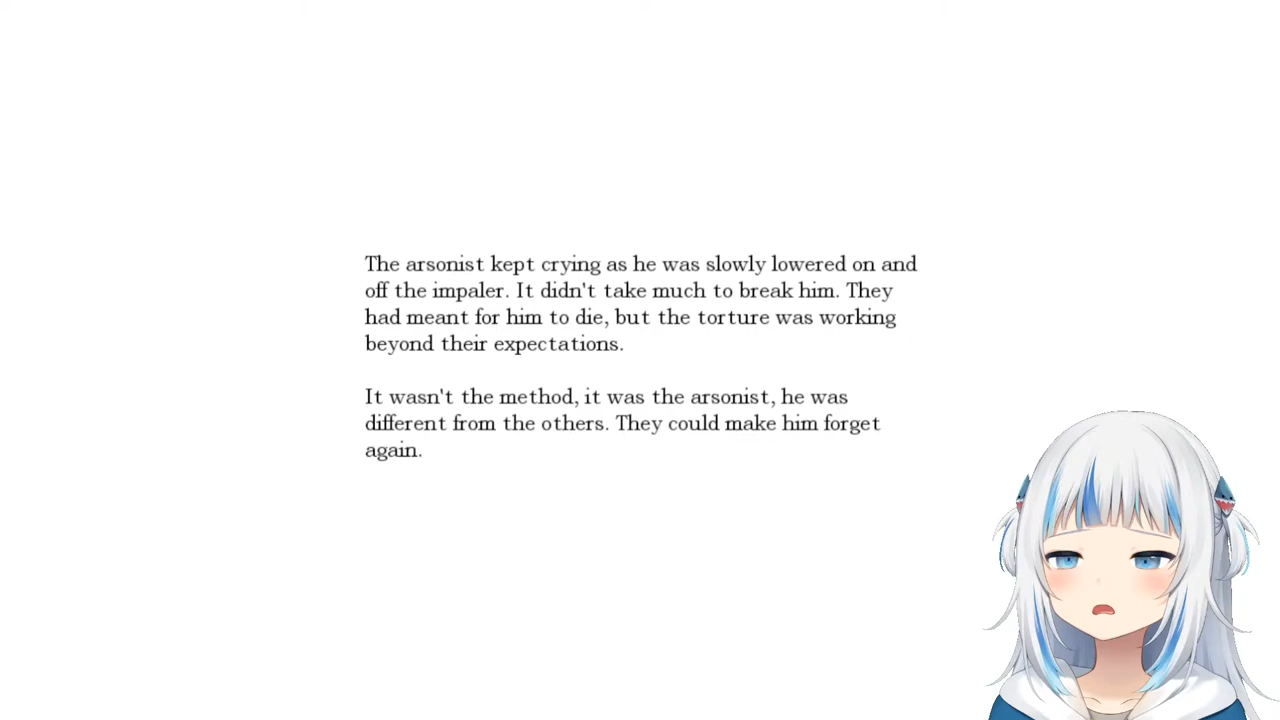 The arsonist kept crying as he was slowly lowered on and
off the impaler. It didn't take much to break him. They
had meant for him to die, but the torture was working
beyond their expectations.
It wasn't the method, it was the arsonist, he was
different from the others. They could make him forget
again.